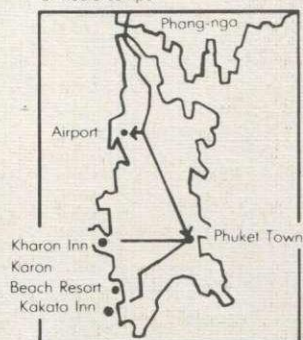 Phang-nga
Airport
Kharon Inn
Phuket Town
Karon
Beach Resort
Kakata Inn